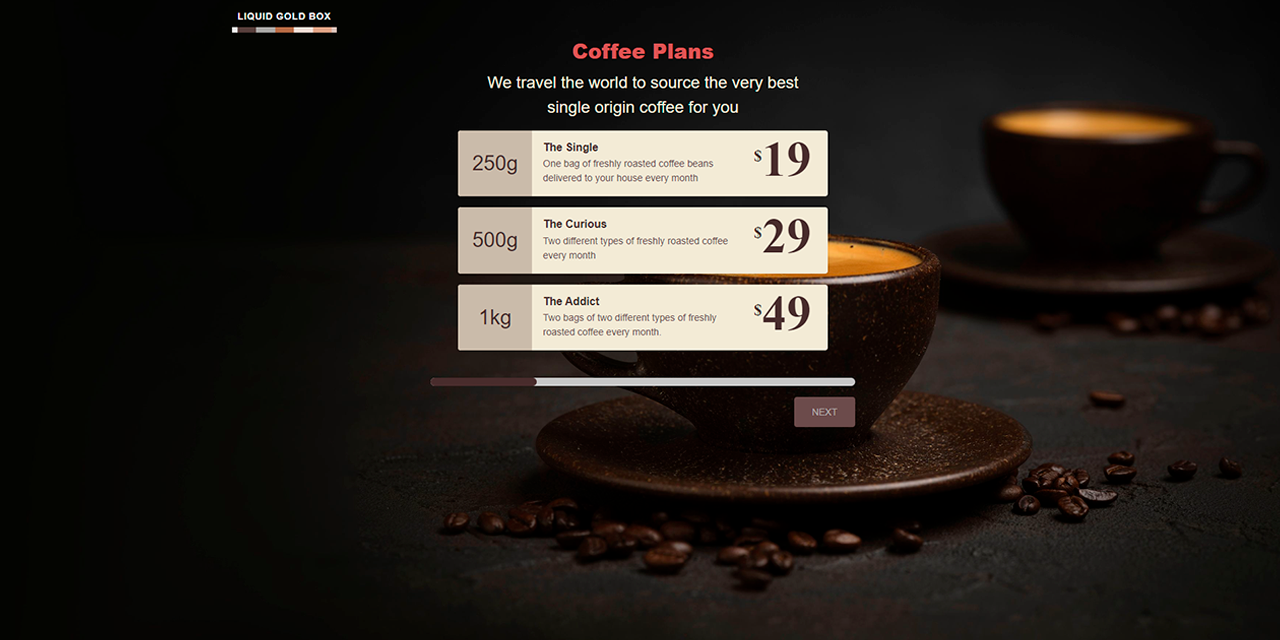 LIQUID GOLD BOX
Coffee Plans
We travel the world to source the very best
single origin coffee for you
250g
The Single
One bag of freshly roasted coffee beans
delivered to your house every month
$19
500g
The Curious
Two different types of freshly roasted coffee
every month
$29
1kg
The Addict
Two bags of two different types of freshly
roasted coffee every month.
$49
NEXT